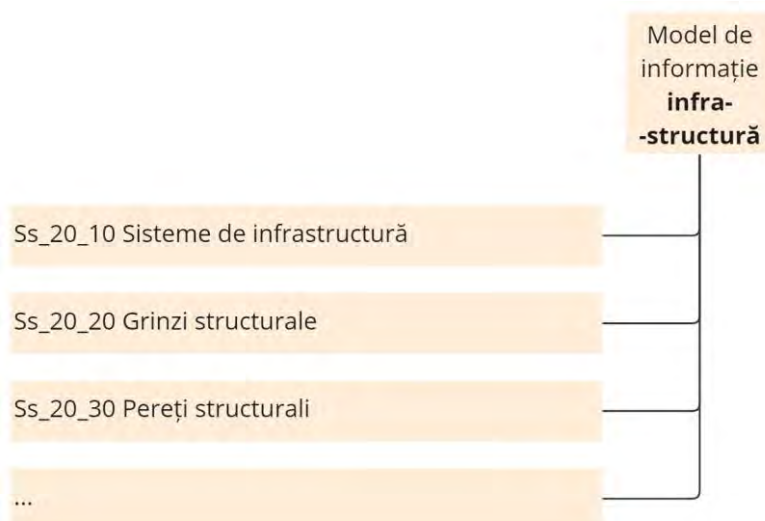 Model de
informație
infra-
-structură
Ss_20_10 Sisteme de infrastructură
Ss_20_20 Grinzi structurale
Ss_20_30 Pereți structurali
...